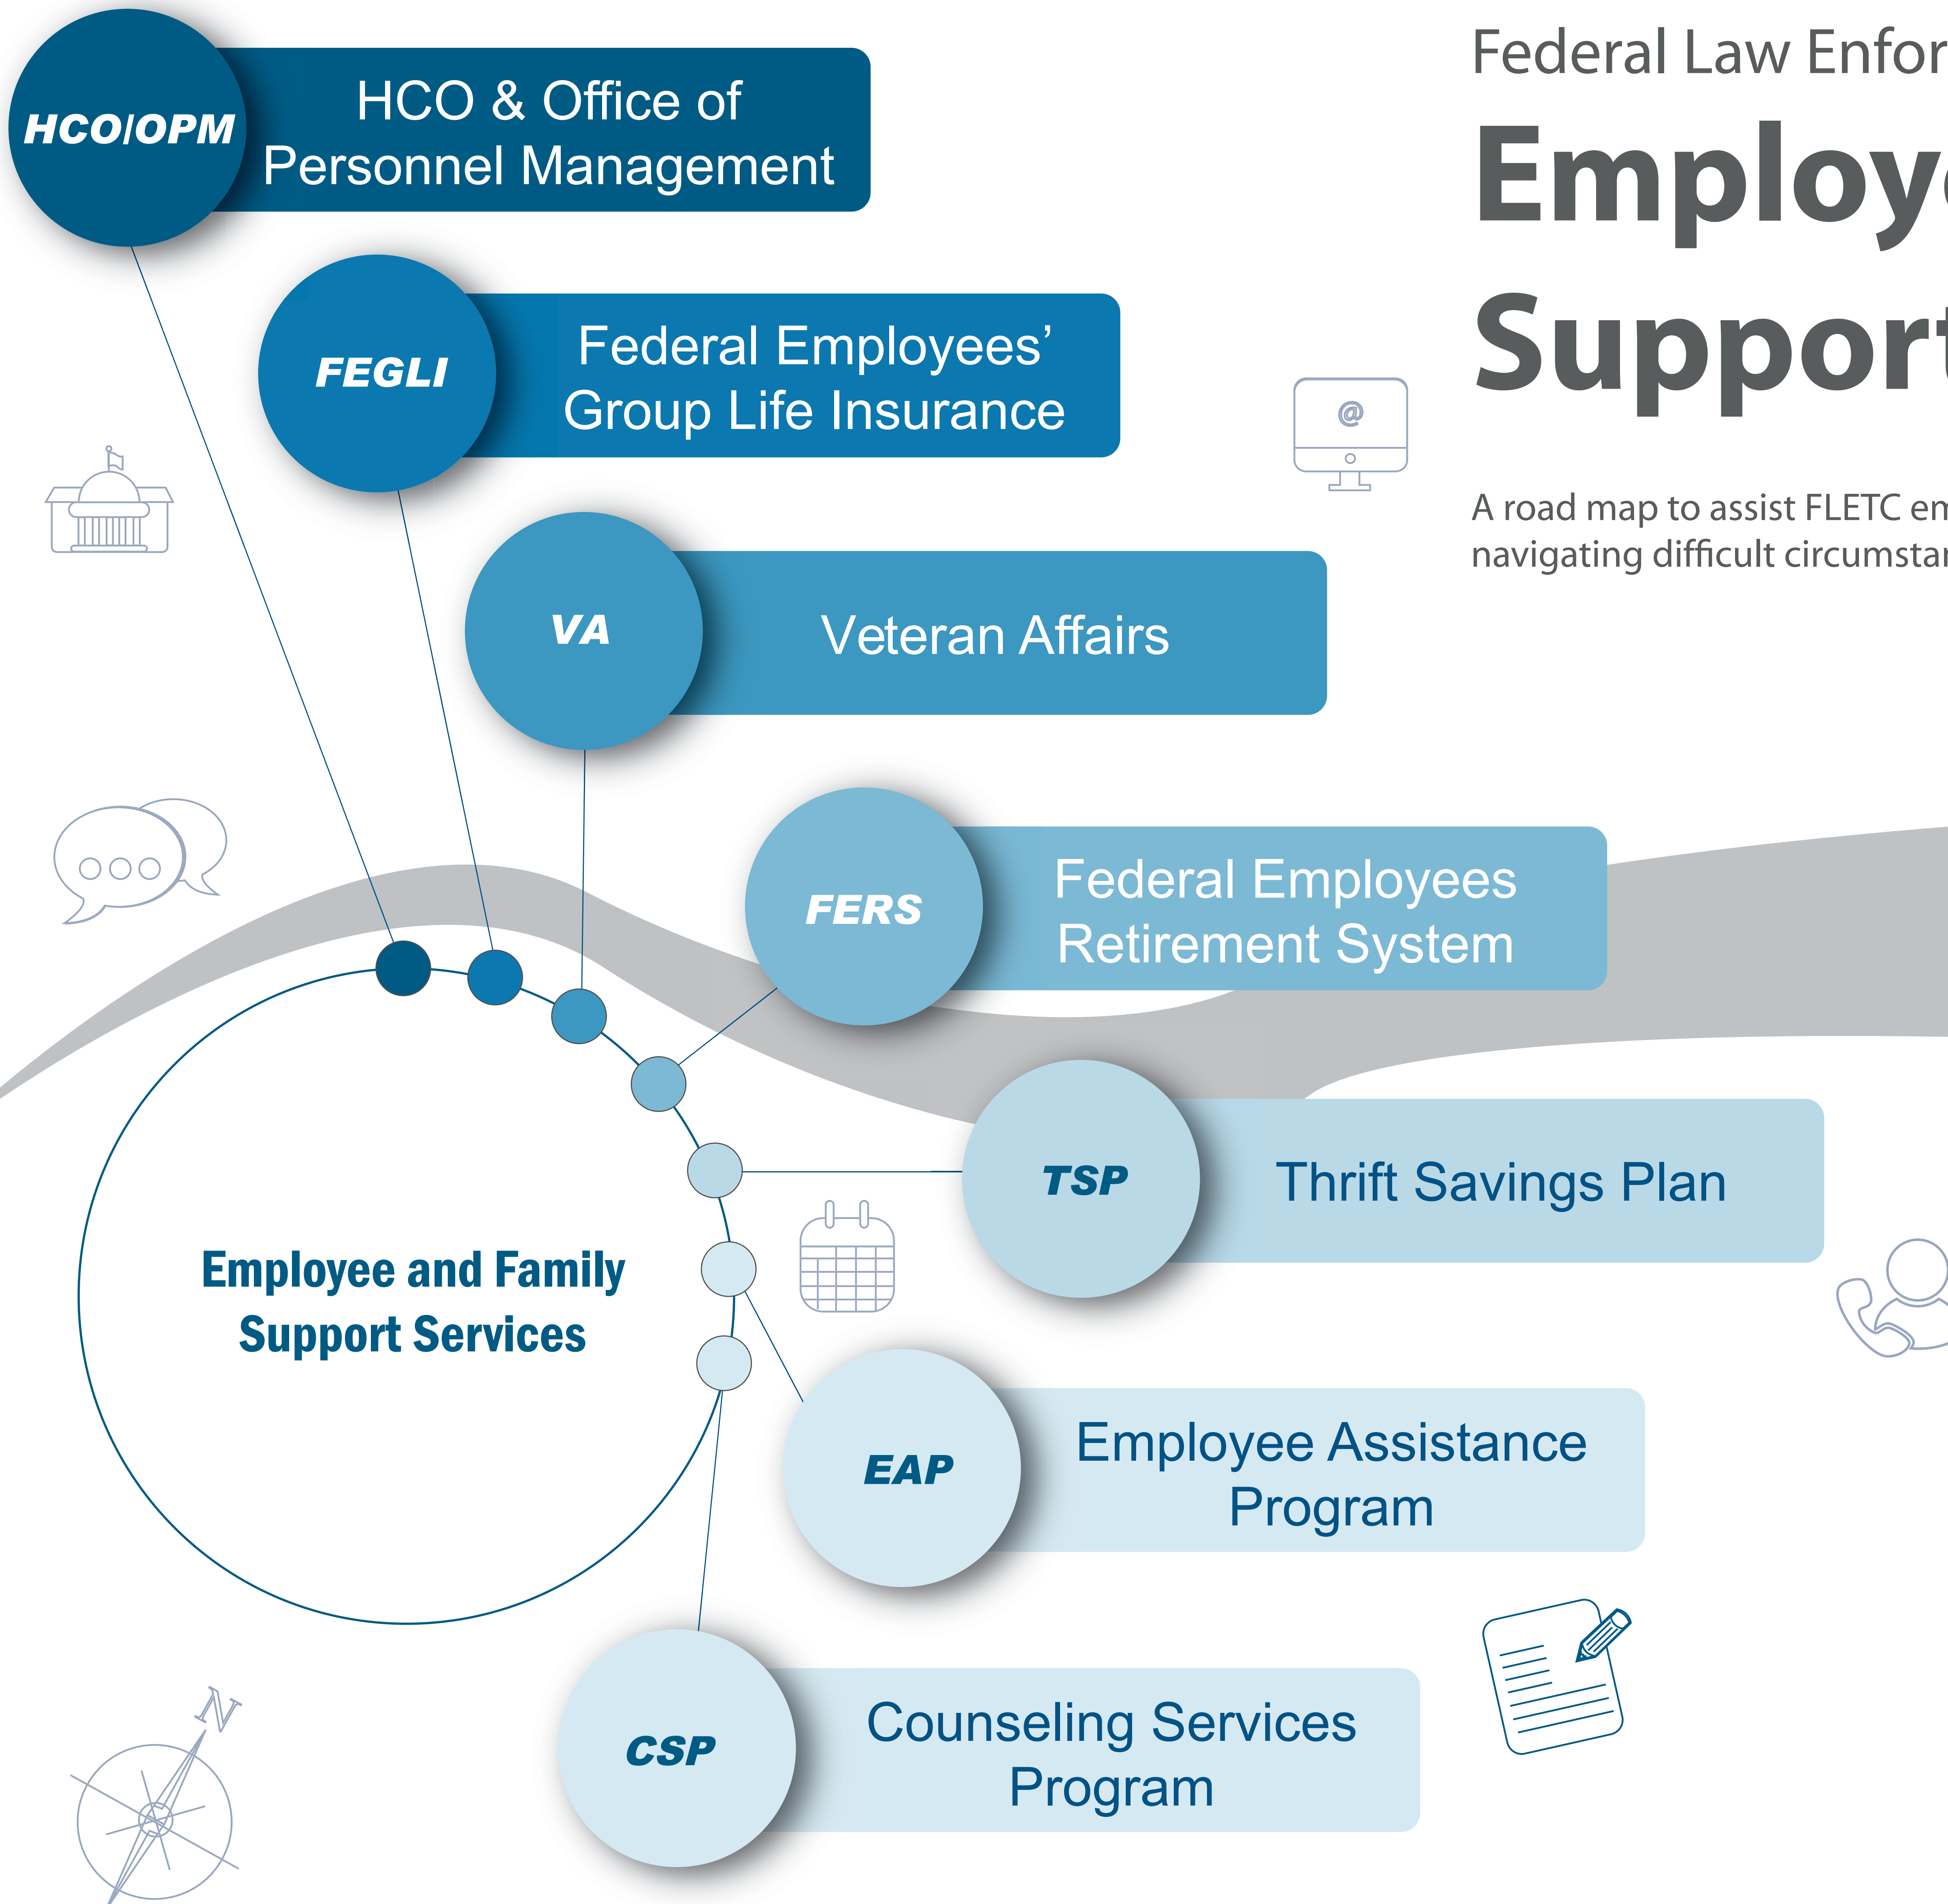 HCO/OPM
HCO & Office of
Personnel Management
Federal Law Enfor
Employe
Support
FEGLI
Federal Employees’
Group Life Insurance
@
A road map to assist FLETC em
navigating difficult circumstan
VA
Veteran Affairs
FERS
Federal Employees
Retirement System
TSP
Thrift Savings Plan
Employee and Family
Support Services
EAP
Employee Assistance
Program
CSP
Counseling Services
Program
N